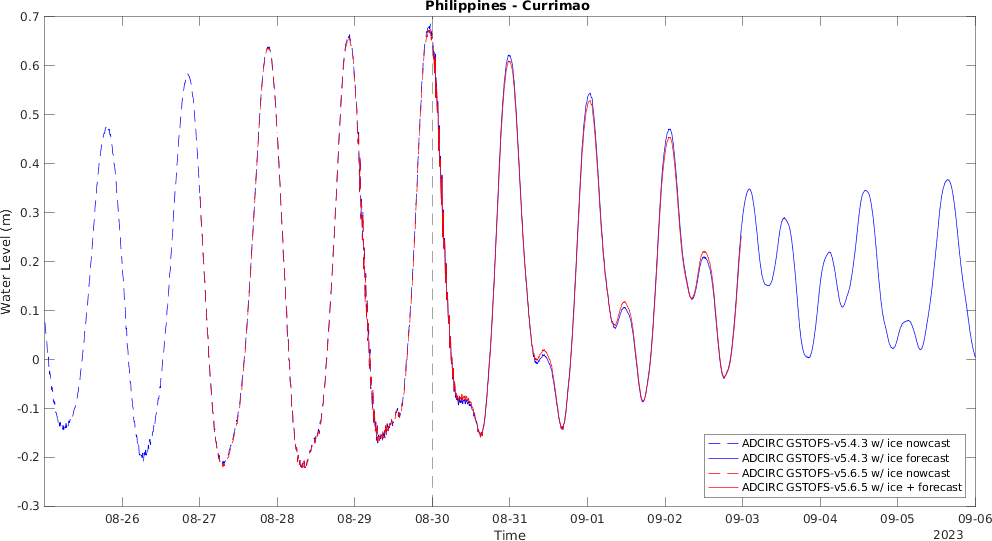 Philippines - Currimao
0.7
0.6
0.5
0.4
0.3
0.2
0.1
0
-0.1
-0.2
-0.3
Water Level (m)
ADCIRC GSTOFS-v5.4.3 w/ ice nowcast
ADCIRC GSTOFS-v5.4.3 w/ ice forecast
ADCIRC GSTOFS-v5.6.5 w/ ice nowcast
ADCIRC GSTOFS-v5.6.5 w/ ice + forecast
08-26 08-27 08-28 08-29 08-30 08-31 09-01 09-02 09-03 09-04 09-05 09-06
Time
2023